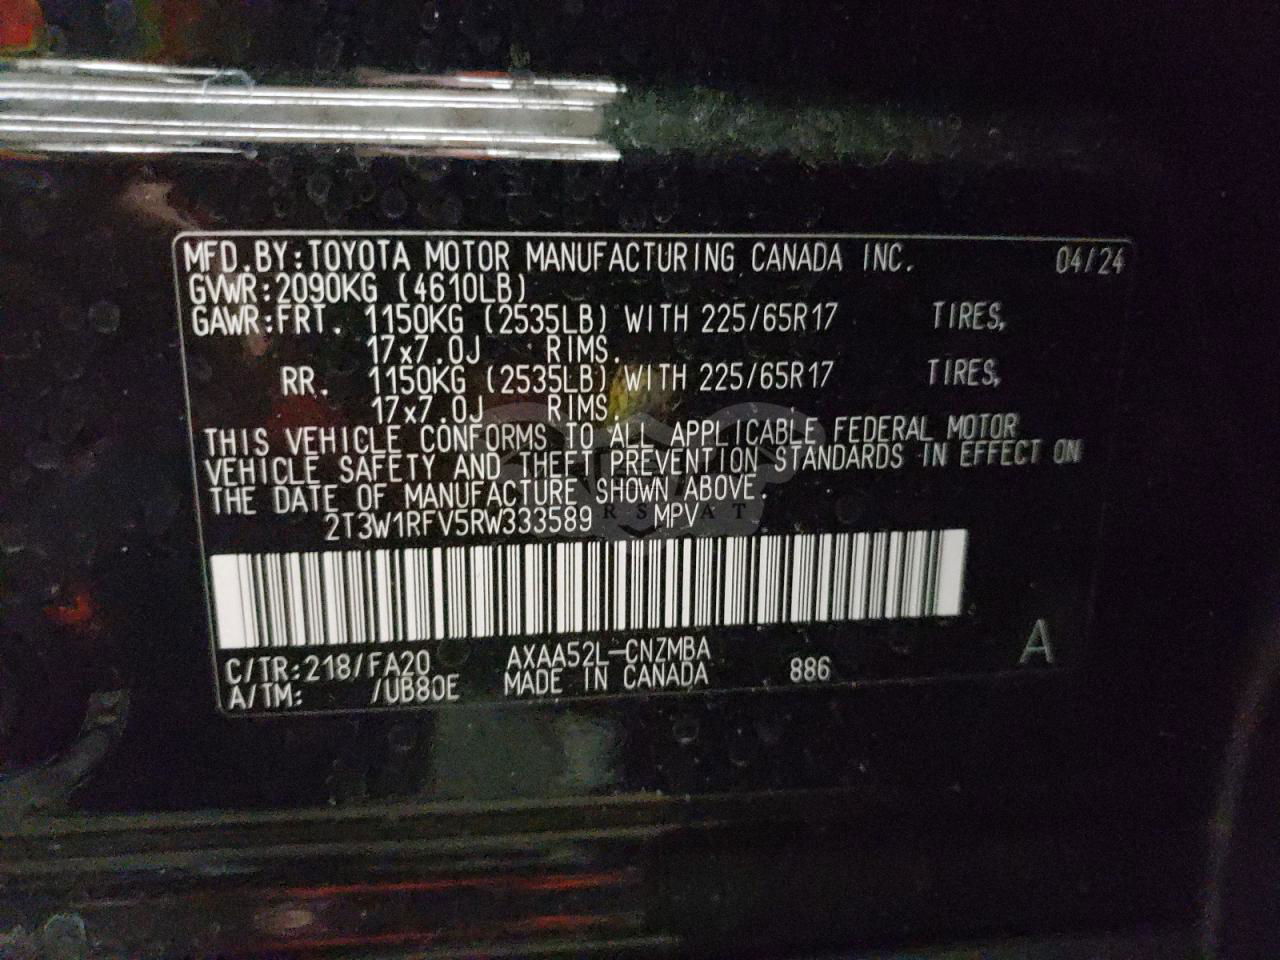 MFD.BY:TOYOTA MOTOR MANUFACTURING CANADA INC. 04/24
GVWR:2090KG (4610LB)
GAWR:FRT. 1150KG (2535LB) WITH 225/65R17 TIRES,
17x7.0J RIMS.
RR. 1150KG (2535LB) WITH 225/65R17 TIRES,
17x7.0J RIMS.
THIS VEHICLE CONFORMS TO ALL APPLICABLE FEDERAL MOTOR
VEHICLE SAFETY AND THEFT PREVENTION STANDARDS IN EFFECT ON
THE DATE OF MANUFACTURE SHOWN ABOVE.
2T3W1RFV5RW333589 MPV
C/TR:218/FA20 AXAA52L-CNZMBA
A/TM: /UB80E MADE IN CANADA 886 A